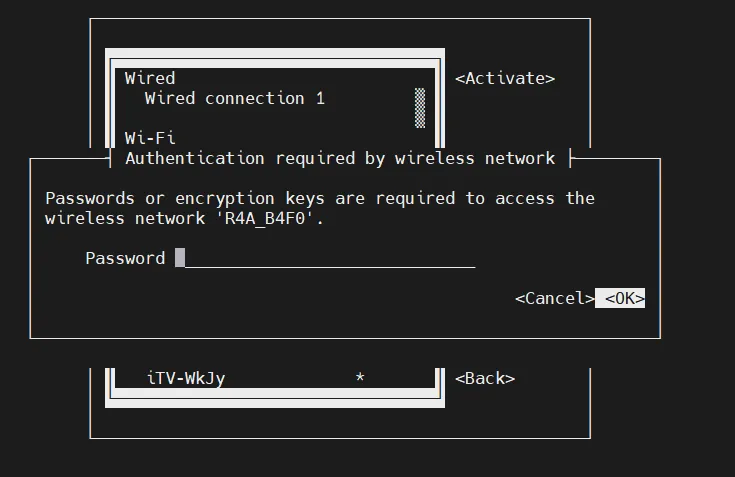 Wired
<Activate>
Wired connection 1
Wi-Fi
Authentication required by wireless network
Passwords or encryption keys are required to access the
wireless network 'R4A_B4F0'.
Password
<Cancel> <OK>
iTV-WkJy * <Back>